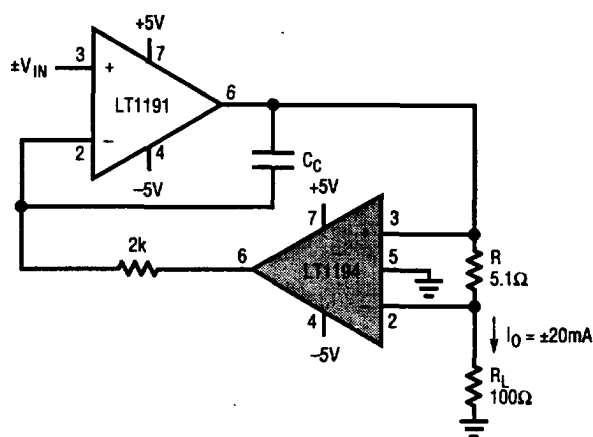 +5V
3
7
±VIN
+
LT1191
6
−
2
4
−5V
CC
+5V
7
3
2k
6
+
5
LT1194
R
5.1Ω
−
4
2
−5V
IO = ±20mA
RL
100Ω